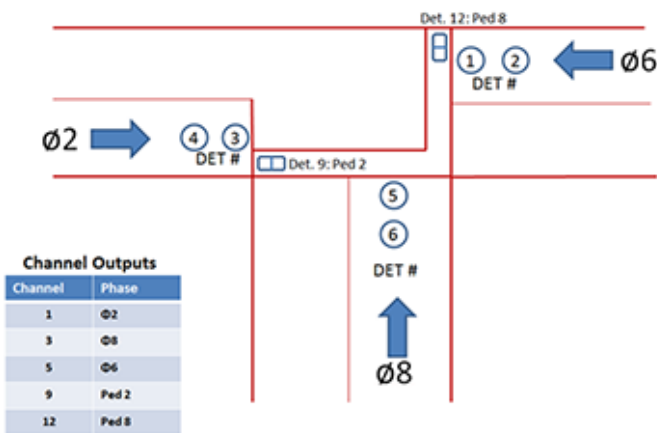 Det. 12: Ped 8
1 2
DET #
Ø6
Ø2
4 3
DET #
Det. 9: Ped 2
5
6
DET #
Ø8
Channel Outputs
Channel Phase
1 Φ2
3 Φ8
5 Φ6
9 Ped 2
12 Ped 8